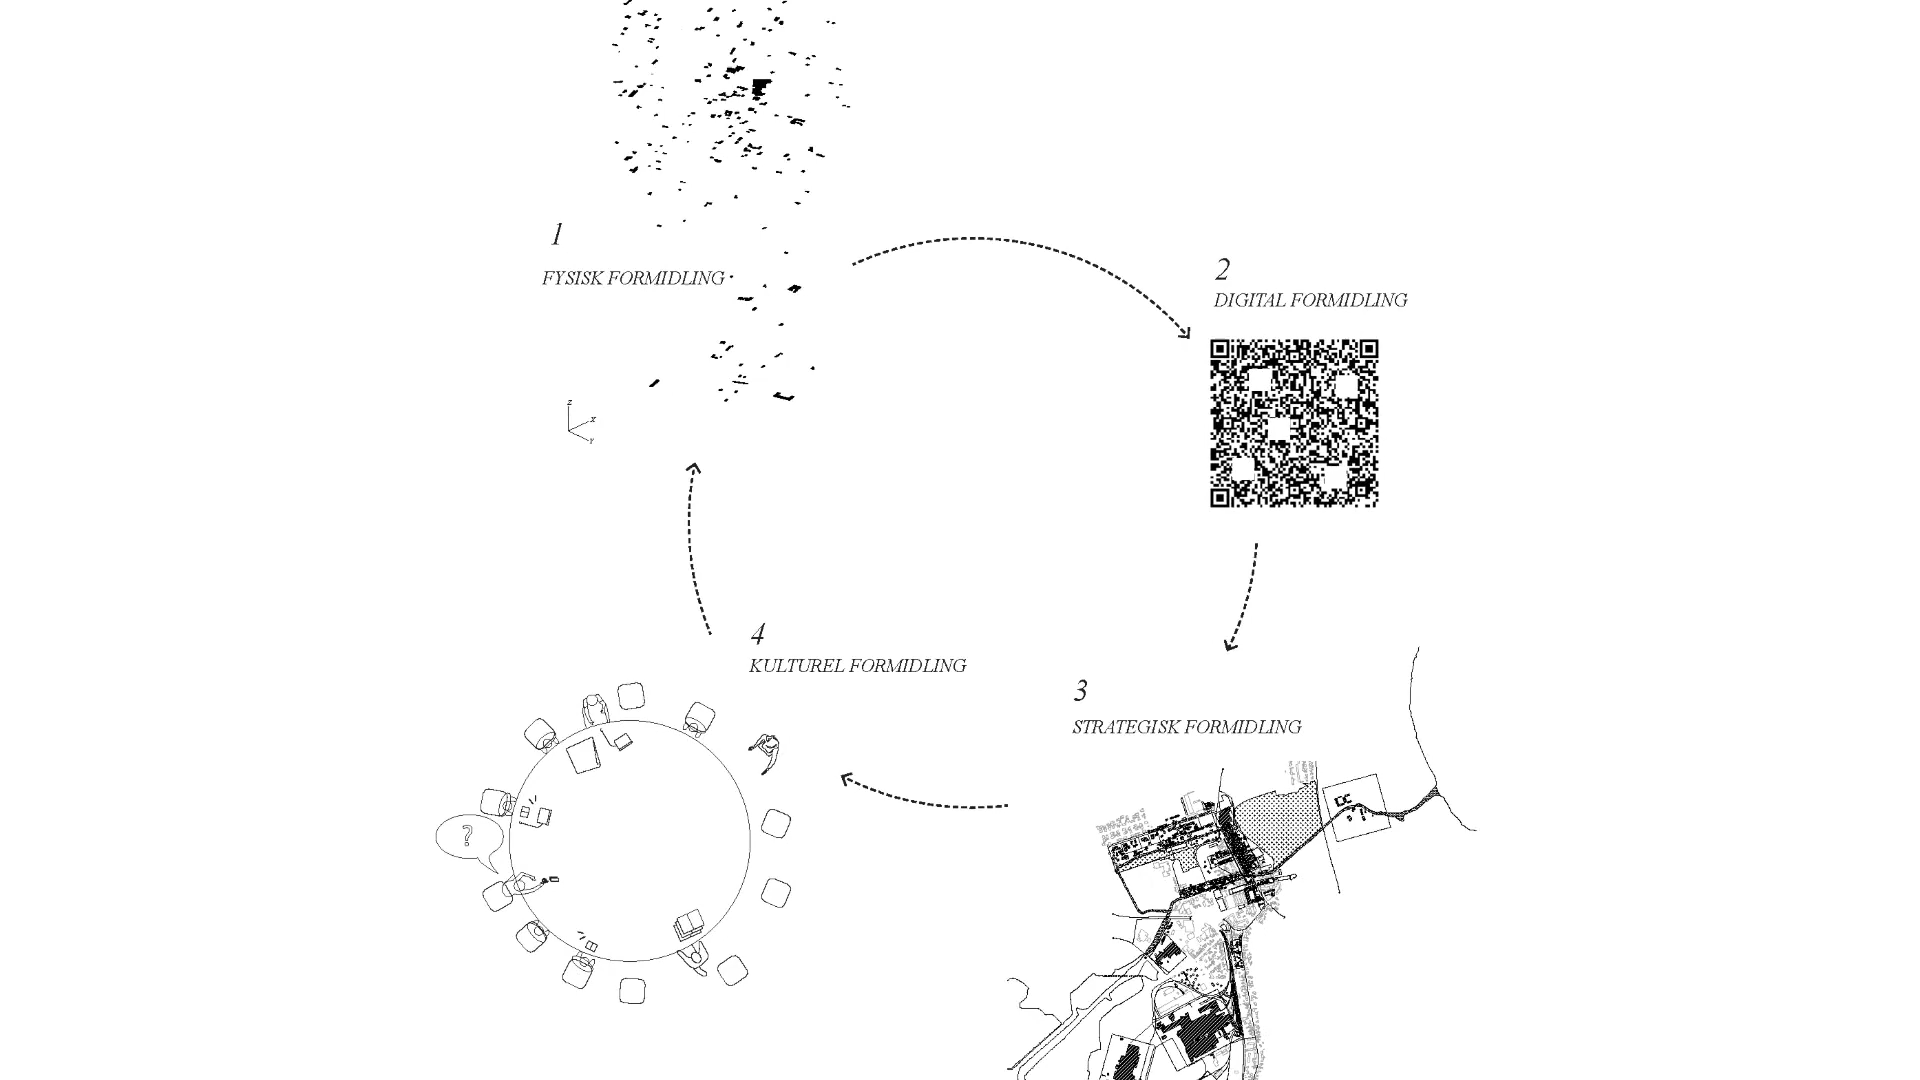 1
FYSISK FORMIDLING
2
DIGITAL FORMIDLING
Z
X
Y
4
KULTUREL FORMIDLING
3
STRATEGISK FORMIDLING
?